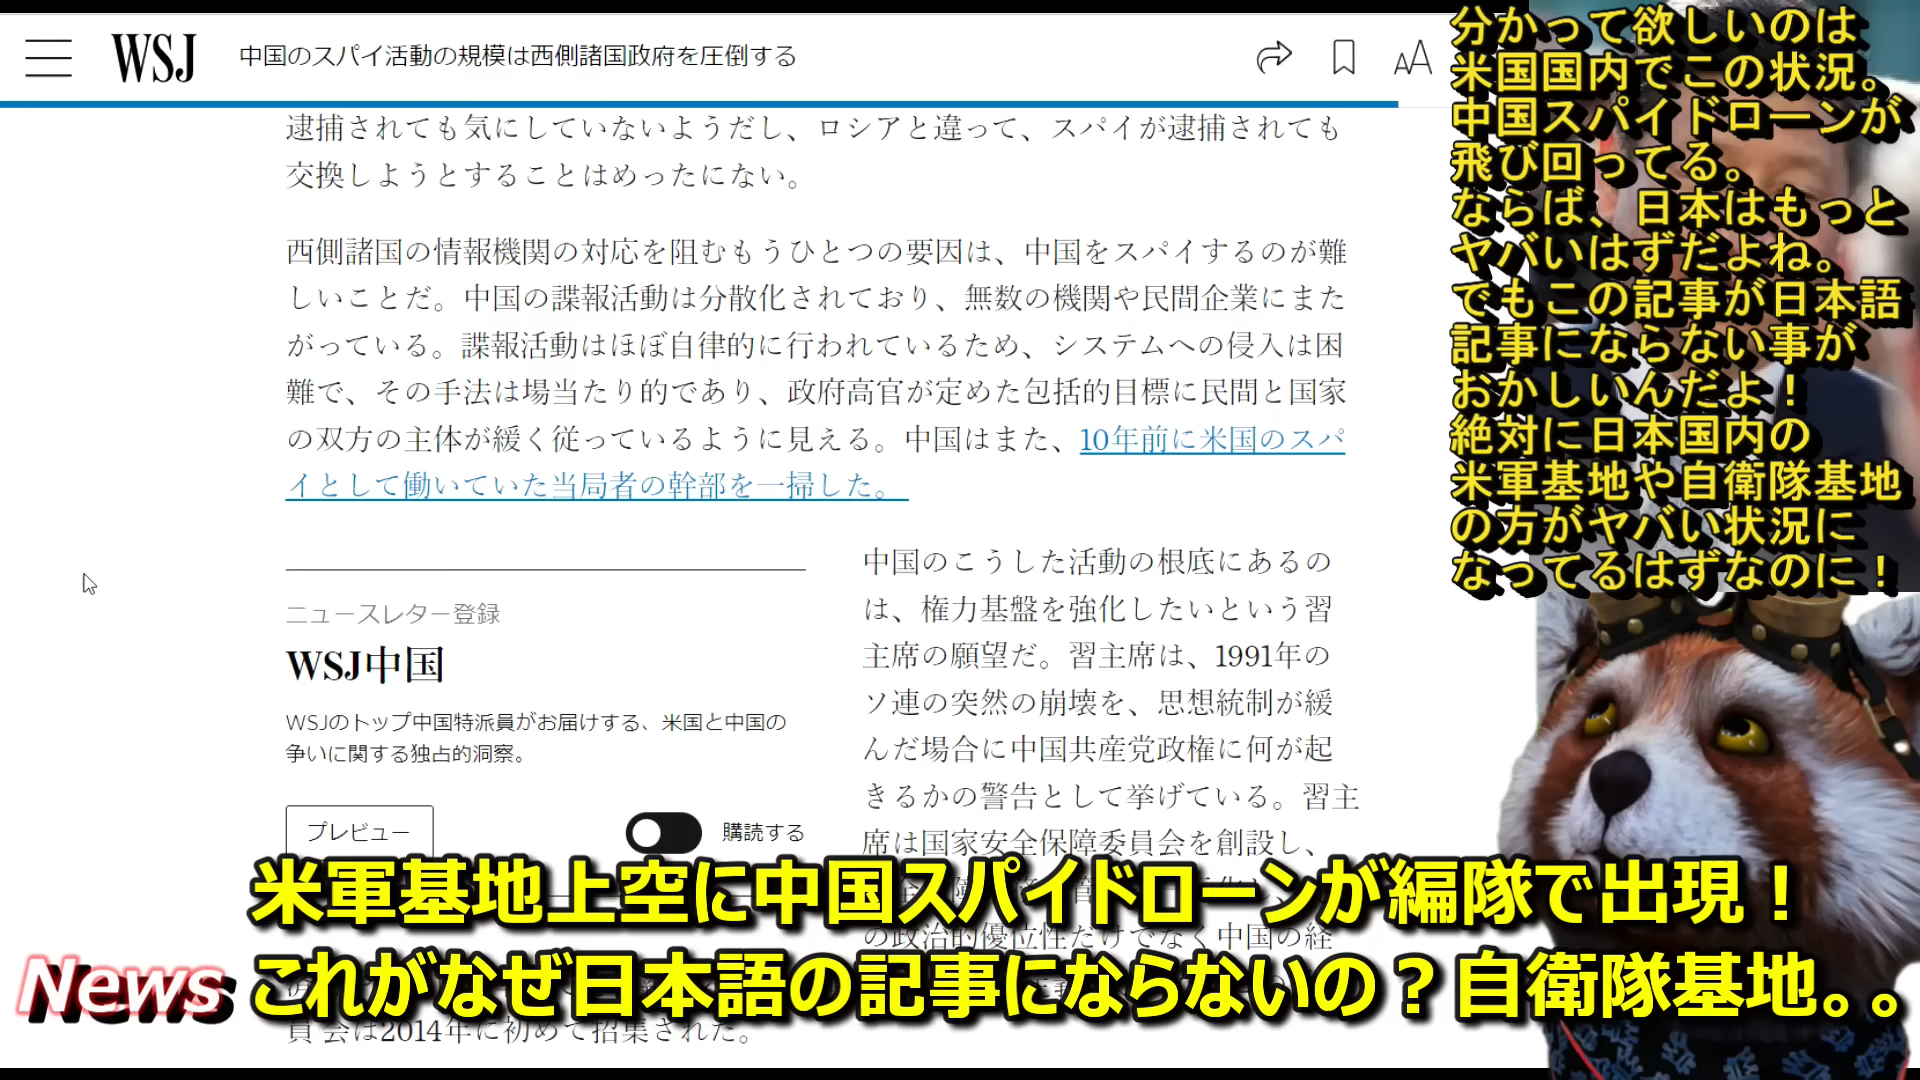 WSJ
中国のスパイ活動の規模は西側諸国政府を圧倒する
AA
逮捕されても気にしていないようだし、ロシアと違って、スパイが逮捕されても
交換しようとすることはめったにない。
西側諸国の情報機関の対応を阻むもうひとつの要因は、中国をスパイするのが難
しいことだ。中国の諜報活動は分散化されており、無数の機関や民間企業にまた
がっている。諜報活動はほぼ自律的に行われているため、システムへの侵入は困
難で、その手法は場当たり的であり、政府高官が定めた包括的目標に民間と国家
の双方の主体が緩く従っているように見える。中国はまた、10年前に米国のスパ
イとして働いていた当局者の幹部を一掃した。
ニュースレター登録
WSJ中国
WSJのトップ中国特派員がお届けする、米国と中国の
争いに関する独占的洞察。
プレビュー
購読する
中国のこうした活動の根底にあるの
は、権力基盤を強化したいという習
主席の願望だ。習主席は、1991年の
ソ連の突然の崩壊を、思想統制が緩
んだ場合に中国共産党政権に何が起
きるかの警告として挙げている。習主
席は国家安全保障委員会を創設し、
の政治的優位性だけでなく中国の経
員会は2014年に初めて招集された。
分かって欲しいのは
米国国内でこの状況。
中国スパイドローンが
飛び回ってる。
ならば、日本はもっと
ヤバいはずだよね。
でもこの記事が日本語
記事にならない事が
おかしいんだよ！
絶対に日本国内の
米軍基地や自衛隊基地
の方がヤバい状況に
なってるはずなのに！
米軍基地上空に中国スパイドローンが編隊で出現！
News
これがなぜ日本語の記事にならないの？自衛隊基地。。